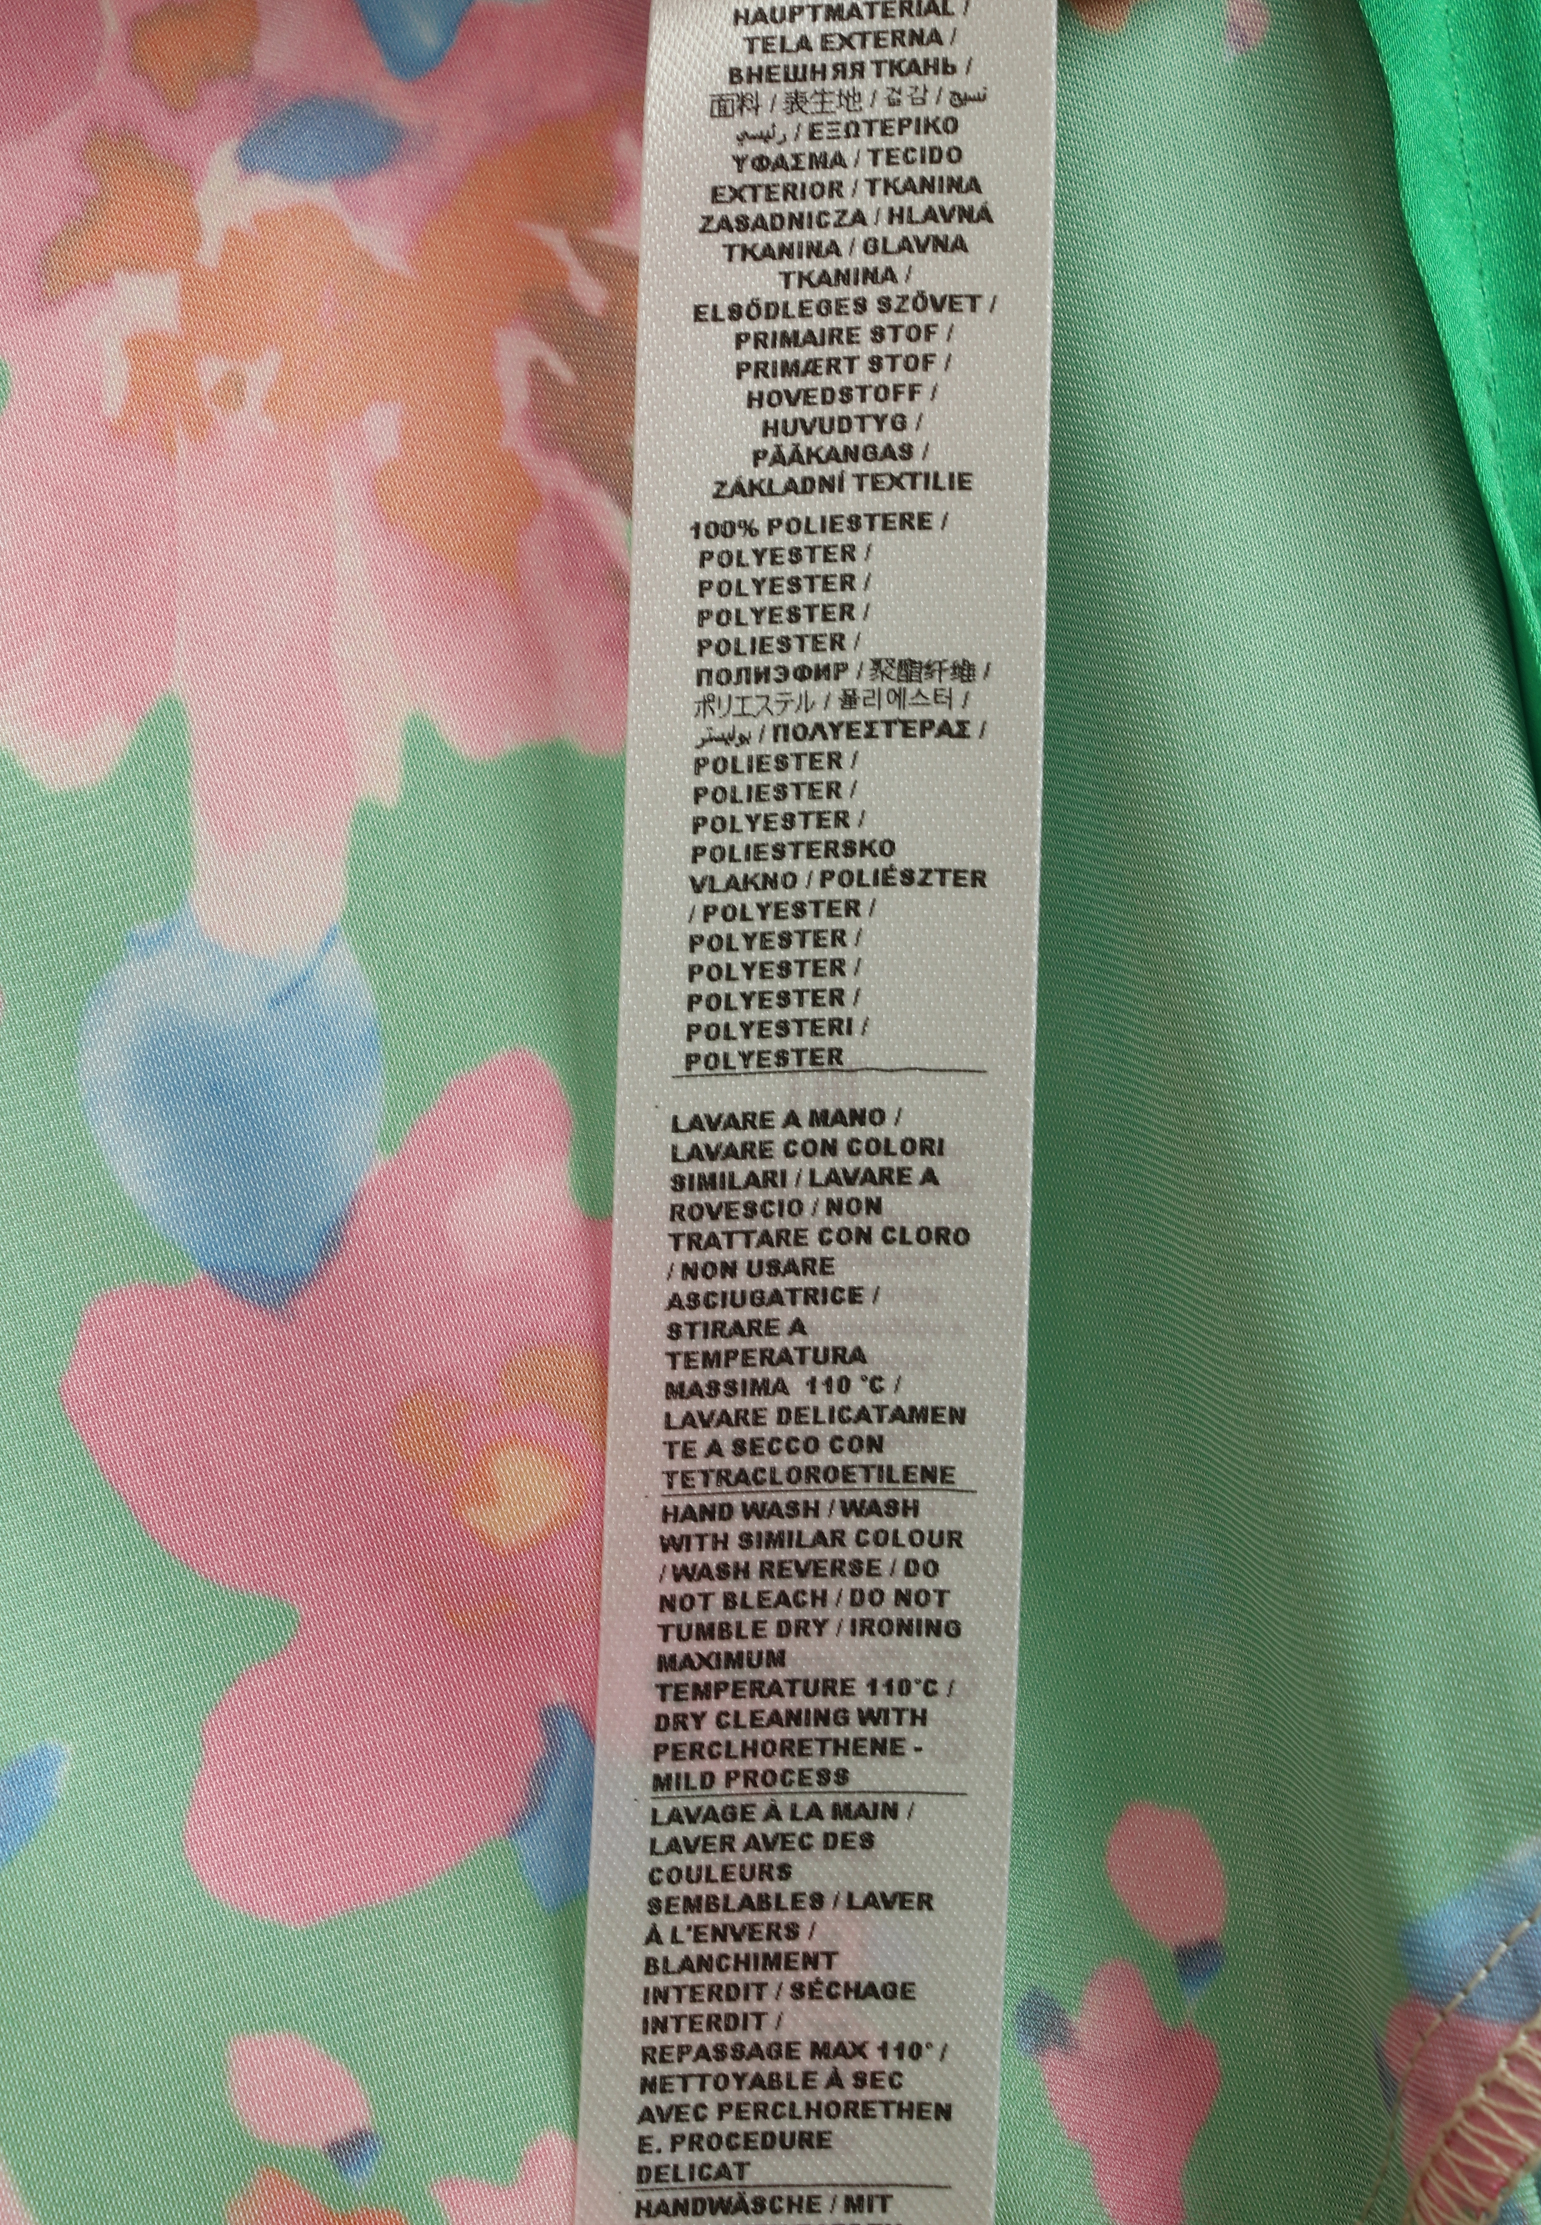 HAUPTMATERIAL /
TELA EXTERNA /
ВНЕШНЯЯ ТКАНЬ /
面料 / 表生地 / 겉감 / نسيج
رئيسي / ΕΞΩΤΕΡΙΚΟ
ΥΦΑΣΜΑ / TECIDO
EXTERIOR / TKANINA
ZASADNICZA / HLAVNÁ
TKANINA / GLAVNA
TKANINA /
ELSŐDLEGES SZÖVET /
PRIMAIRE STOF /
PRIMÆRT STOF /
HOVEDSTOFF /
HUVUDTYG /
PÄÄKANGAS /
ZÁKLADNÍ TEXTILIE
100% POLIESTERE /
POLYESTER /
POLYESTER /
POLYESTER /
POLIESTER /
ПОЛИЭФИР / 聚酯纤维 /
ポリエステル / 폴리에스터 /
بوليستر / ΠΟΛΥΕΣΤΈΡΑΣ /
POLIESTER /
POLIESTER /
POLYESTER /
POLIESTERSKO
VLAKNO / POLIÉSZTER
/ POLYESTER /
POLYESTER /
POLYESTER /
POLYESTER /
POLYESTERI /
POLYESTER
LAVARE A MANO /
LAVARE CON COLORI
SIMILARI / LAVARE A
ROVESCIO / NON
TRATTARE CON CLORO
/ NON USARE
ASCIUGATRICE /
STIRARE A
TEMPERATURA
MASSIMA 110 °C /
LAVARE DELICATAMEN
TE A SECCO CON
TETRACLOROETILENE
HAND WASH / WASH
WITH SIMILAR COLOUR
/ WASH REVERSE / DO
NOT BLEACH / DO NOT
TUMBLE DRY / IRONING
MAXIMUM
TEMPERATURE 110°C /
DRY CLEANING WITH
PERCLHORETHENE -
MILD PROCESS
LAVAGE À LA MAIN /
LAVER AVEC DES
COULEURS
SEMBLABLES / LAVER
À L'ENVERS /
BLANCHIMENT
INTERDIT / SÉCHAGE
INTERDIT /
REPASSAGE MAX 110° /
NETTOYABLE À SEC
AVEC PERCLHORETHEN
E. PROCEDURE
DELICAT
HANDWÄSCHE / MIT